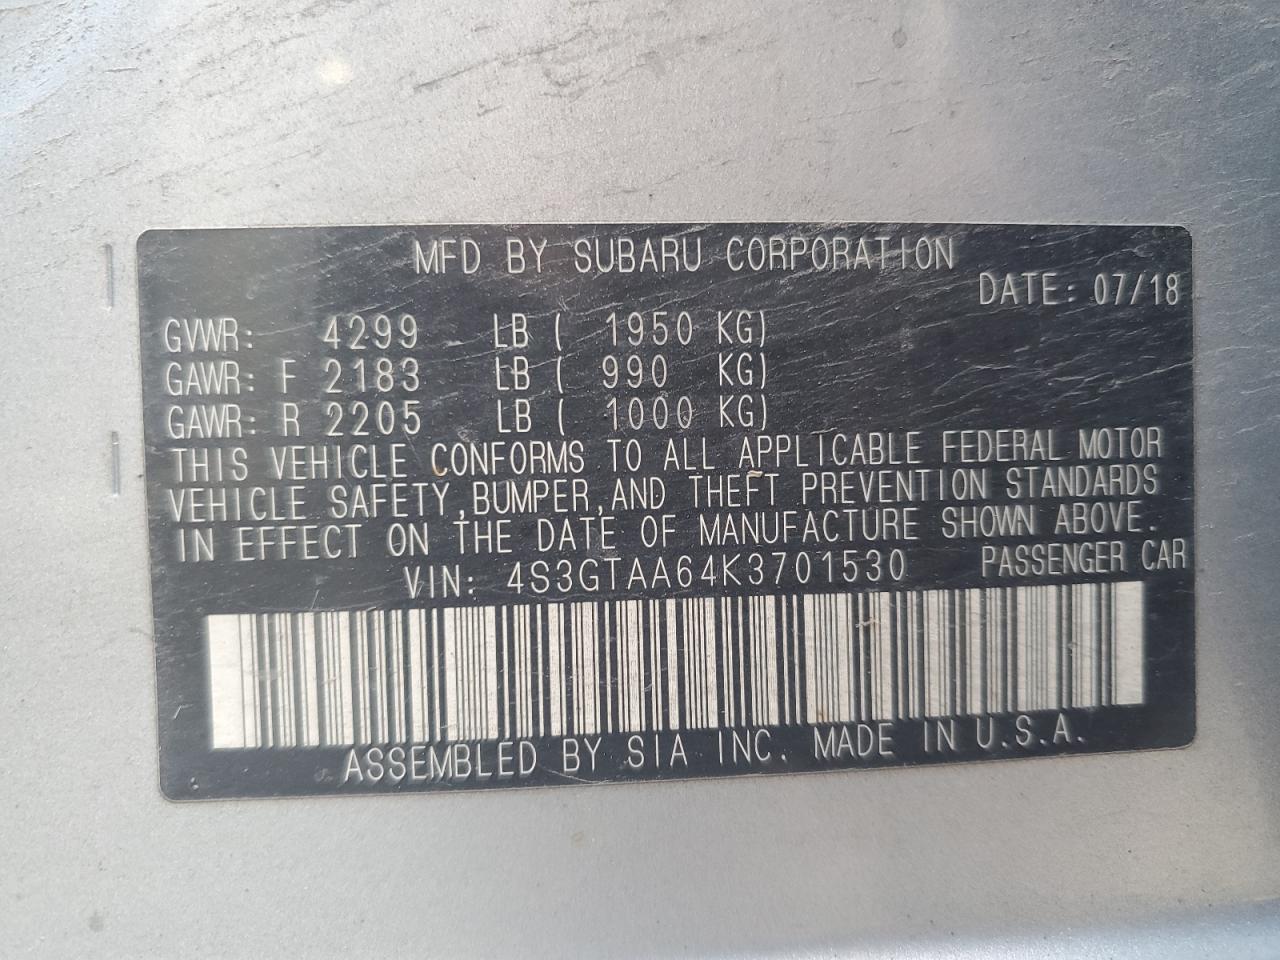 MFD BY SUBARU CORPORATION
DATE: 07/18
GVWR: 4299 LB ( 1950 KG)
GAWR: F 2183 LB ( 990 KG)
GAWR: R 2205 LB ( 1000 KG)
THIS VEHICLE CONFORMS TO ALL APPLICABLE FEDERAL MOTOR
VEHICLE SAFETY,BUMPER,AND THEFT PREVENTION STANDARDS
IN EFFECT ON THE DATE OF MANUFACTURE SHOWN ABOVE.
VIN: 4S3GTAA64K3701530 PASSENGER CAR
ASSEMBLED BY SIA INC. MADE IN U.S.A.